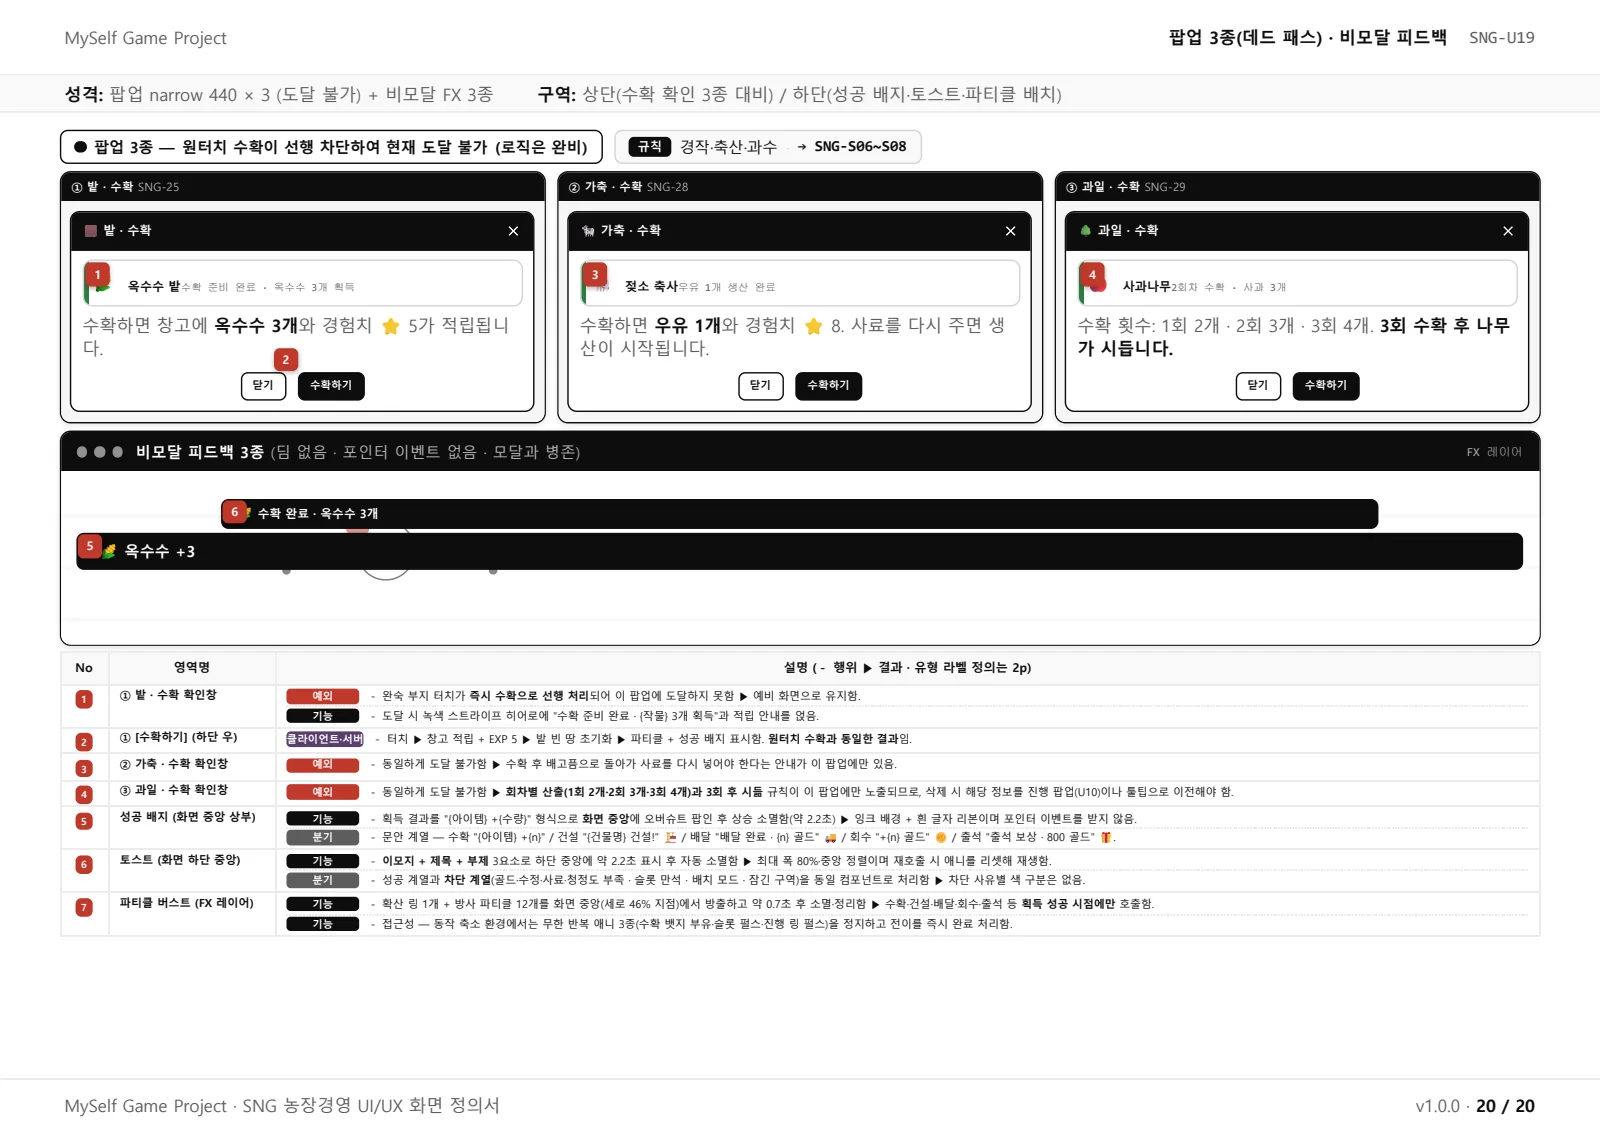 MySelf Game Project
팝업 3종(데드 패스) · 비모달 피드백 SNG-U19
성격: 팝업 narrow 440 × 3 (도달 불가) + 비모달 FX 3종 구역: 상단(수확 확인 3종 대비) / 하단(성공 배지·토스트·파티클 배치)
● 팝업 3종 — 원터치 수확이 선행 차단하여 현재 도달 불가 (로직은 완비)
규칙 경작·축산·과수 · → SNG-S06~S08
① 밭 · 수확 SNG-25
밭 · 수확 ×
1
옥수수 밭수확 준비 완료 · 옥수수 3개 획득
수확하면 창고에 옥수수 3개와 경험치 ⭐ 5가 적립됩니
다.
2
닫기 수확하기
② 가축 · 수확 SNG-28
가축 · 수확 ×
3
젖소 축사우유 1개 생산 완료
수확하면 우유 1개와 경험치 ⭐ 8. 사료를 다시 주면 생
산이 시작됩니다.
닫기 수확하기
③ 과일 · 수확 SNG-29
과일 · 수확 ×
4
사과나무2회차 수확 · 사과 3개
수확 횟수: 1회 2개 · 2회 3개 · 3회 4개. 3회 수확 후 나무
가 시듭니다.
닫기 수확하기
비모달 피드백 3종 (딤 없음 · 포인터 이벤트 없음 · 모달과 병존) FX 레이어
6 수확 완료 · 옥수수 3개
5 🌽 옥수수 +3
No 영역명 설명 ( - 행위 ▶ 결과 · 유형 라벨 정의는 2p)
1 ① 밭 · 수확 확인창 예외 - 완숙 부지 터치가 즉시 수확으로 선행 처리되어 이 팝업에 도달하지 못함 ▶ 예비 화면으로 유지함.
기능 - 도달 시 녹색 스트라이프 히어로에 "수확 준비 완료 · {작물} 3개 획득"과 적립 안내를 얹음.
2 ① [수확하기] (하단 우) 클라이언트·서버 - 터치 ▶ 창고 적립 + EXP 5 ▶ 밭 빈 땅 초기화 ▶ 파티클 + 성공 배지 표시함. 원터치 수확과 동일한 결과임.
3 ② 가축 · 수확 확인창 예외 - 동일하게 도달 불가함 ▶ 수확 후 배고픔으로 돌아가 사료를 다시 넣어야 한다는 안내가 이 팝업에만 있음.
4 ③ 과일 · 수확 확인창 예외 - 동일하게 도달 불가함 ▶ 회차별 산출(1회 2개·2회 3개·3회 4개)과 3회 후 시듦 규칙이 이 팝업에만 노출되므로, 삭제 시 해당 정보를 진행 팝업(U10)이나 툴팁으로 이전해야 함.
5 성공 배지 (화면 중앙 상부) 기능 - 획득 결과를 "{아이템} +{수량}" 형식으로 화면 중앙에 오버슈트 팝인 후 상승 소멸함(약 2.2초) ▶ 잉크 배경 + 흰 글자 리본이며 포인터 이벤트를 받지 않음.
분기 - 문안 계열 — 수확 "{아이템} +{n}" / 건설 "{건물명} 건설!" 🏗️ / 배달 "배달 완료 · {n} 골드" 🚚 / 회수 "+{n} 골드" 🪙 / 출석 "출석 보상 · 800 골드" 🎁.
6 토스트 (화면 하단 중앙) 기능 - 이모지 + 제목 + 부제 3요소로 하단 중앙에 약 2.2초 표시 후 자동 소멸함 ▶ 최대 폭 80%·중앙 정렬이며 재호출 시 애니를 리셋해 재생함.
분기 - 성공 계열과 차단 계열(골드·수정·사료·청정도 부족 · 슬롯 만석 · 배치 모드 · 잠긴 구역)을 동일 컴포넌트로 처리함 ▶ 차단 사유별 색 구분은 없음.
7 파티클 버스트 (FX 레이어) 기능 - 확산 링 1개 + 방사 파티클 12개를 화면 중앙(세로 46% 지점)에서 방출하고 약 0.7초 후 소멸·정리함 ▶ 수확·건설·배달·회수·출석 등 획득 성공 시점에만 호출함.
기능 - 접근성 — 동작 축소 환경에서는 무한 반복 애니 3종(수확 뱃지 부유·슬롯 펄스·진행 링 펄스)을 정지하고 전이를 즉시 완료 처리함.
MySelf Game Project · SNG 농장경영 UI/UX 화면 정의서
v1.0.0 · 20 / 20